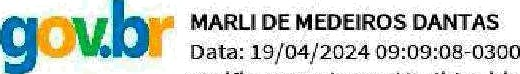 gov.br
MARLI DE MEDEIROS DANTAS
Data: 19/04/2024 09:09:08-0300